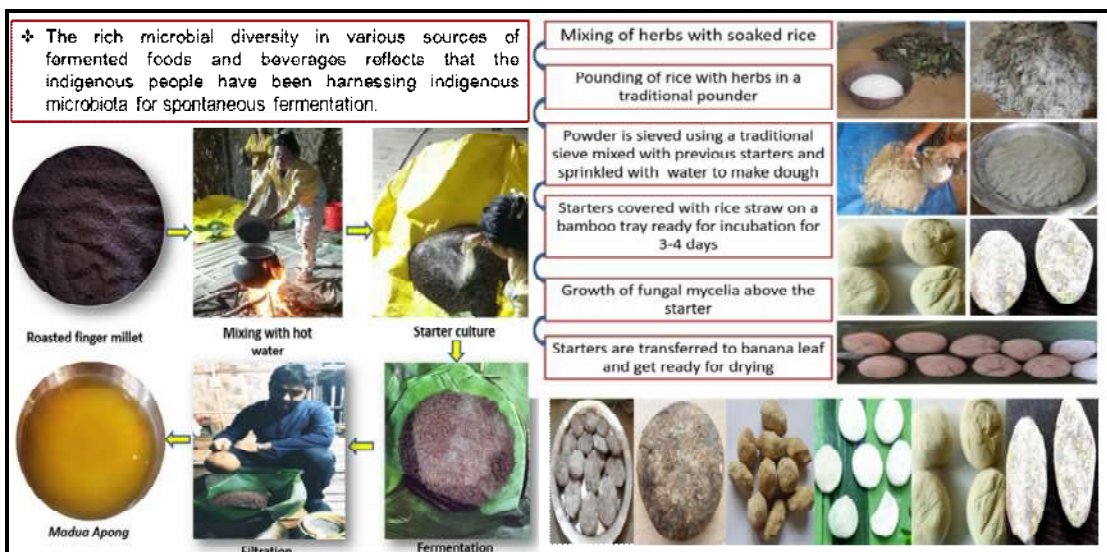 ❖ The rich microbial diversity in various sources of
fermented foods and beverages reflects that the
indigenous people have been harnessing indigenous
microbiota for spontaneous fermentation.
Roasted finger millet
Mixing with hot
water
Starter culture
Madua Apong
Filtration
Fermentation
Mixing of herbs with soaked rice
Pounding of rice with herbs in a
traditional pounder
Powder is sieved using a traditional
sieve mixed with previous starters and
sprinkled with water to make dough
Starters covered with rice straw on a
bamboo tray ready for incubation for
3-4 days
Growth of fungal mycelia above the
starter
Starters are transferred to banana leaf
and get ready for drying